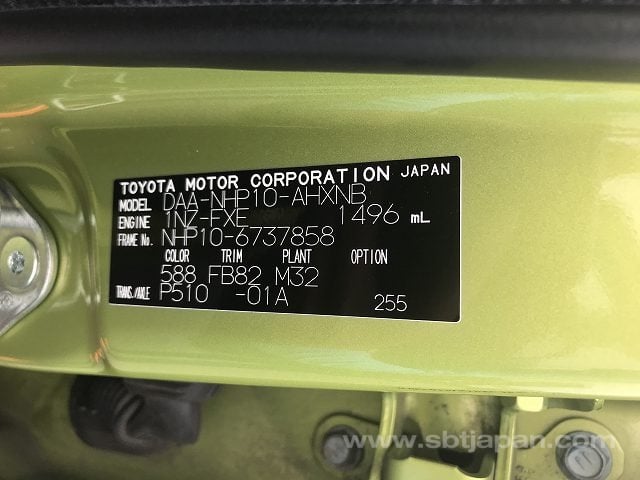 TOYOTA MOTOR CORPORATION JAPAN
MODEL DAA-NHP10-AHXNB
ENGINE 1NZ-FXE 1496 mL
FRAME No. NHP10-6737858
COLOR TRIM PLANT OPTION
588 FB82 M32
TRANS./AXLE P510 -01A 255
www.sbtjapan.com